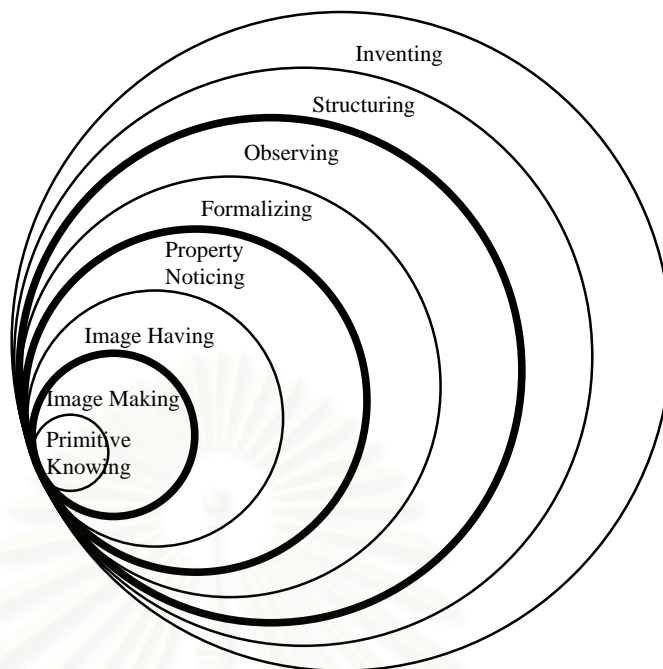 Inventing
Structuring
Observing
Formalizing
Property
Noticing
Image Having
Image Making
Primitive
Knowing